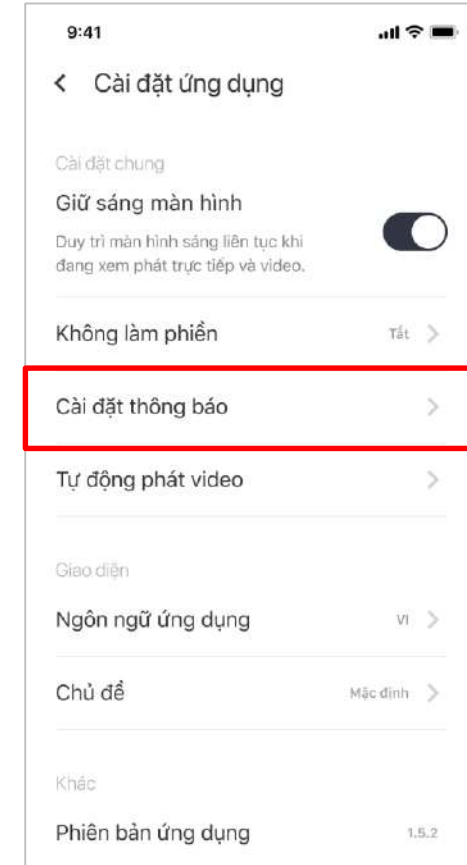 9:41
Cài đặt ứng dụng
Cài đặt chung
Giữ sáng màn hình
Duy trì màn hình sáng liên tục khi
đang xem phát trực tiếp và video.
Không làm phiền Tắt
Cài đặt thông báo
Tự động phát video
Giao diện
Ngôn ngữ ứng dụng VI
Chủ đề Mặc định
Khác
Phiên bản ứng dụng 1.5.2